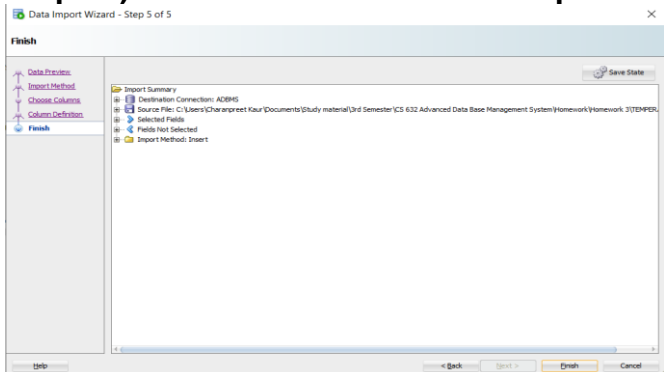 Data Import Wizard - Step 5 of 5
Finish
Data Preview
Import Method
Choose Columns
Column Definition
Finish
Save State
Import Summary
Destination Connection: ADBMS
Source File: C:\Users\Charanpreet Kaur\Documents\Study material\3rd Semester\CS 632 Advanced Data Base Management System\Homework\Homework 3\TEMPER
Selected Fields
Fields Not Selected
Import Method: Insert
Help
< Back
Next >
Finish
Cancel